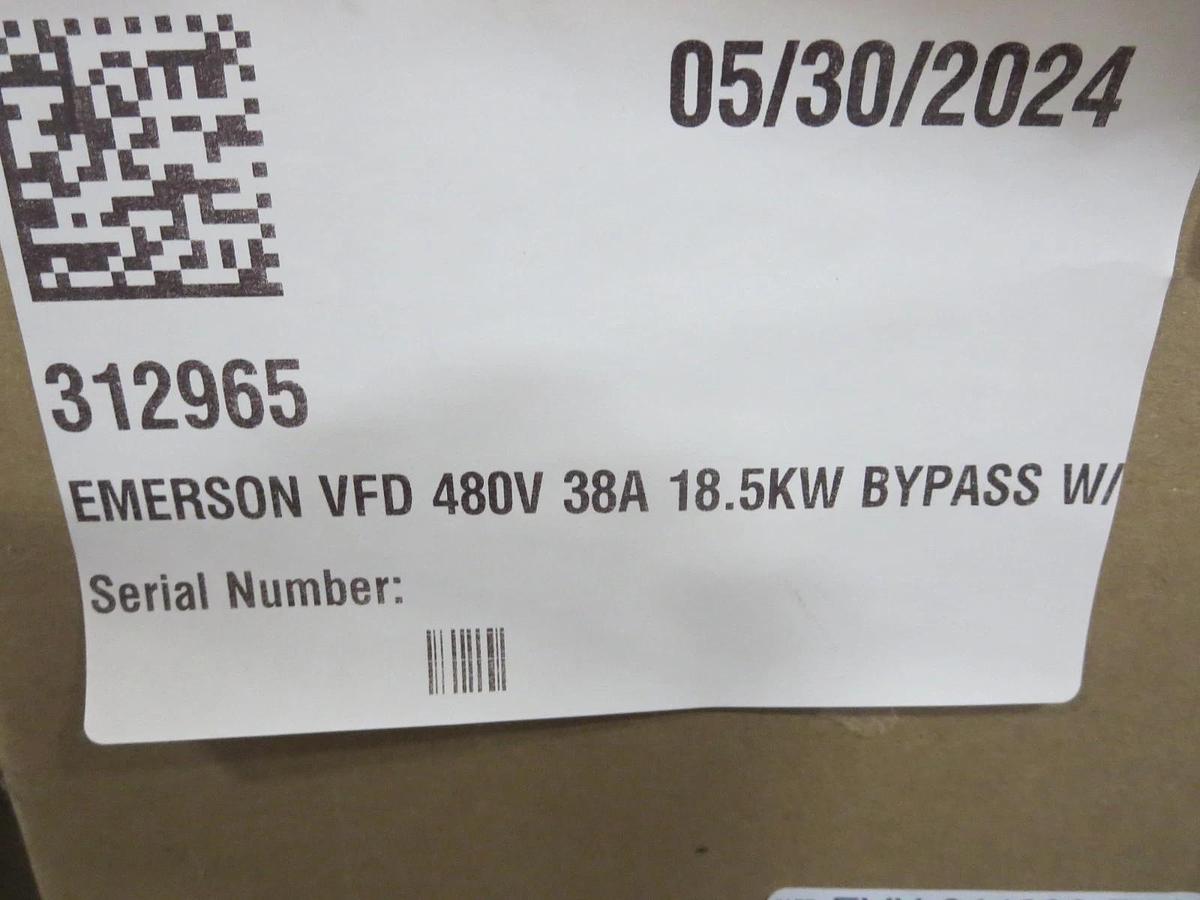 05/30/2024
312965
EMERSON VFD 480V 38A 18.5KW BYPASS W/
Serial Number: